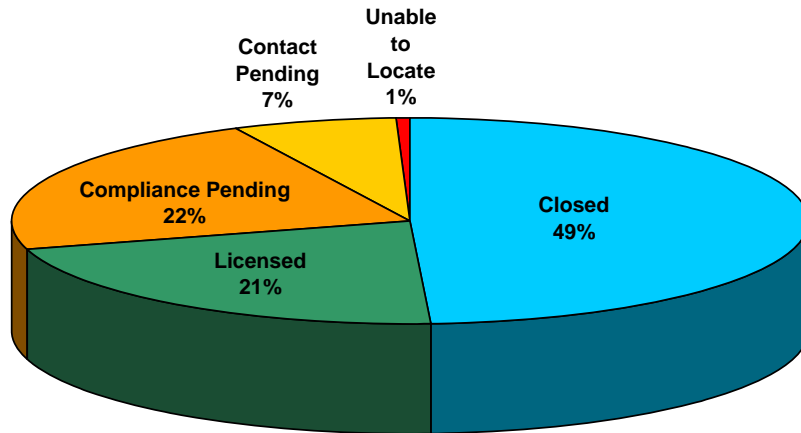 Unable
to
Locate
1%
Contact
Pending
7%
Compliance Pending
22%
Closed
49%
Licensed
21%